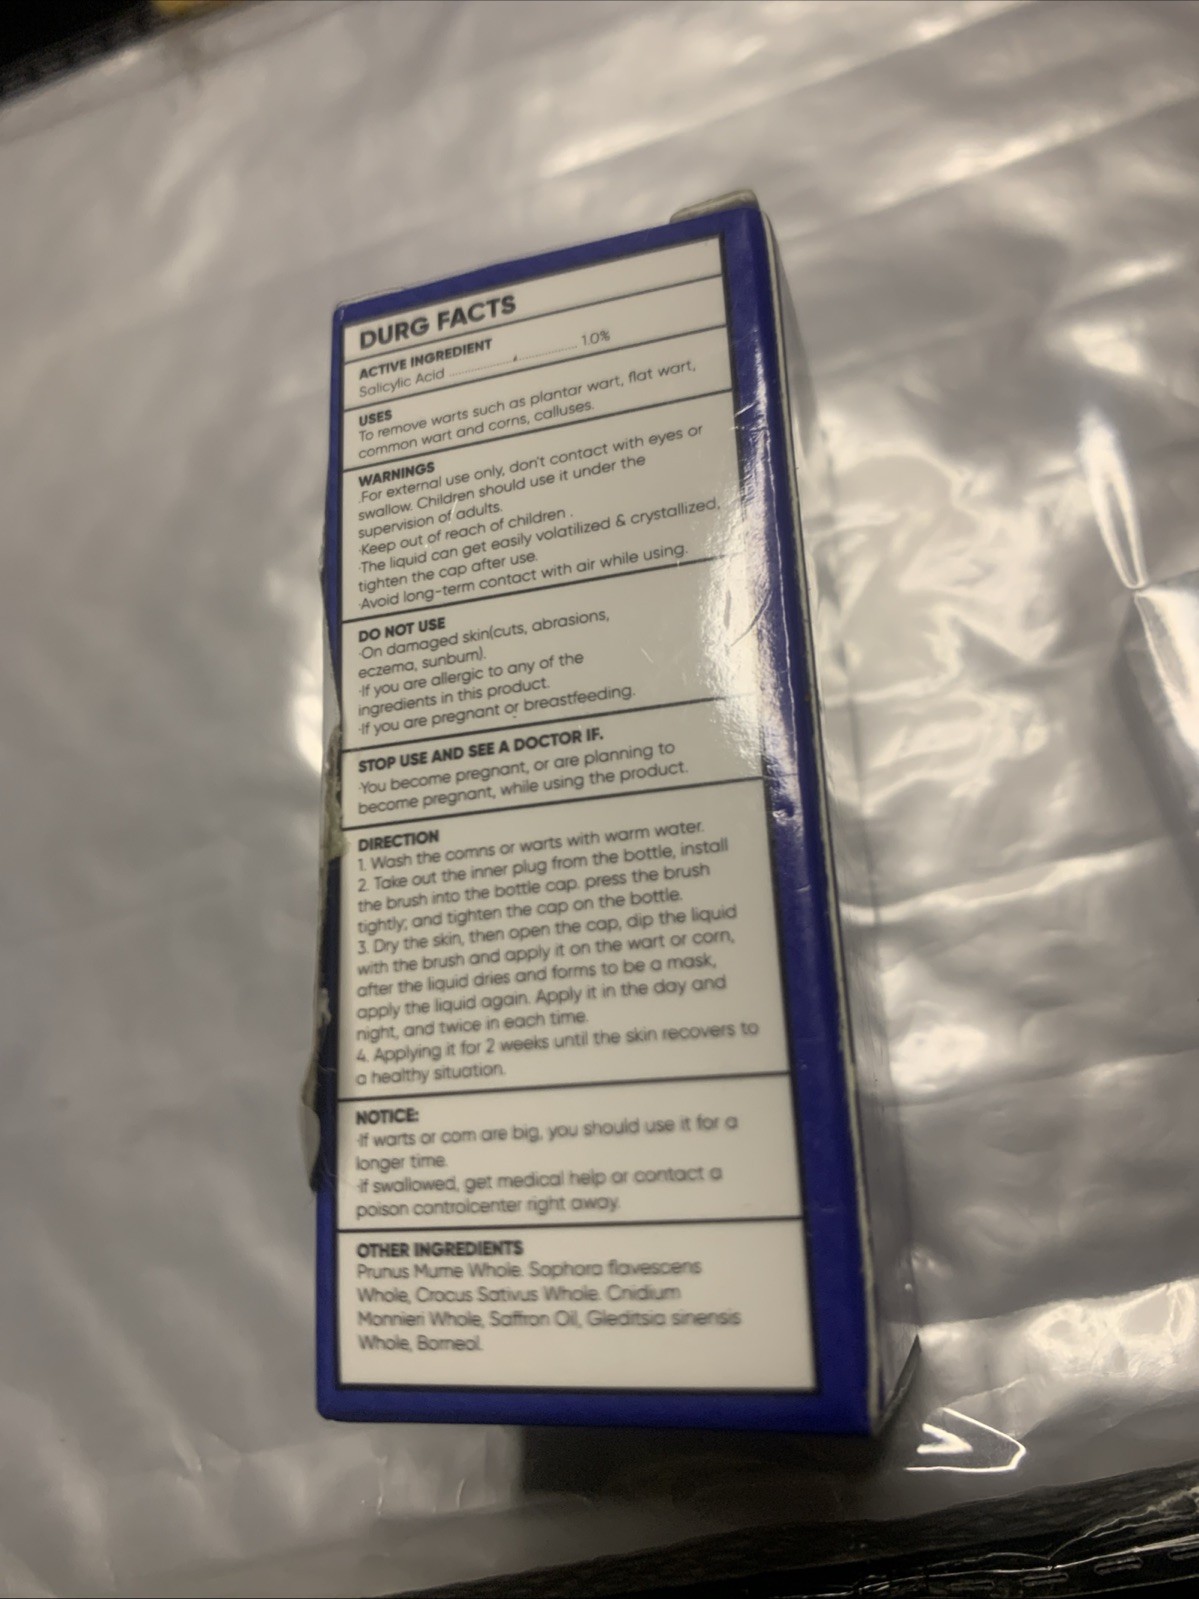 DURG FACTS
ACTIVE INGREDIENT
Salicylic Acid ........................ 1.0%
USES
To remove warts such as plantar wart, flat wart,
common wart and corns, calluses.
WARNINGS
.For external use only, don't contact with eyes or
swallow. Children should use it under the
supervision of adults.
·Keep out of reach of children .
·The liquid can get easily volatilized & crystallized,
tighten the cap after use.
·Avoid long-term contact with air while using.
DO NOT USE
·On damaged skin(cuts, abrasions,
eczema, sunburn).
·If you are allergic to any of the
ingredients in this product.
·If you are pregnant or breastfeeding.
STOP USE AND SEE A DOCTOR IF.
·You become pregnant, or are planning to
become pregnant, while using the product.
DIRECTION
1. Wash the cornns or warts with warm water.
2. Take out the inner plug from the bottle, install
the brush into the bottle cap. press the brush
tightly; and tighten the cap on the bottle.
3. Dry the skin, then open the cap, dip the liquid
with the brush and apply it on the wart or corn,
after the liquid dries and forms to be a mask,
apply the liquid again. Apply it in the day and
night, and twice in each time.
4. Applying it for 2 weeks until the skin recovers to
a healthy situation.
NOTICE:
·If warts or corn are big, you should use it for a
longer time.
·if swallowed, get medical help or contact a
poison controlcenter right away.
OTHER INGREDIENTS
Prunus Mume Whole. Sophora flavescens
Whole, Crocus Sativus Whole. Cnidium
Monnieri Whole, Saffron Oil, Gleditsia sinensis
Whole, Borneol.